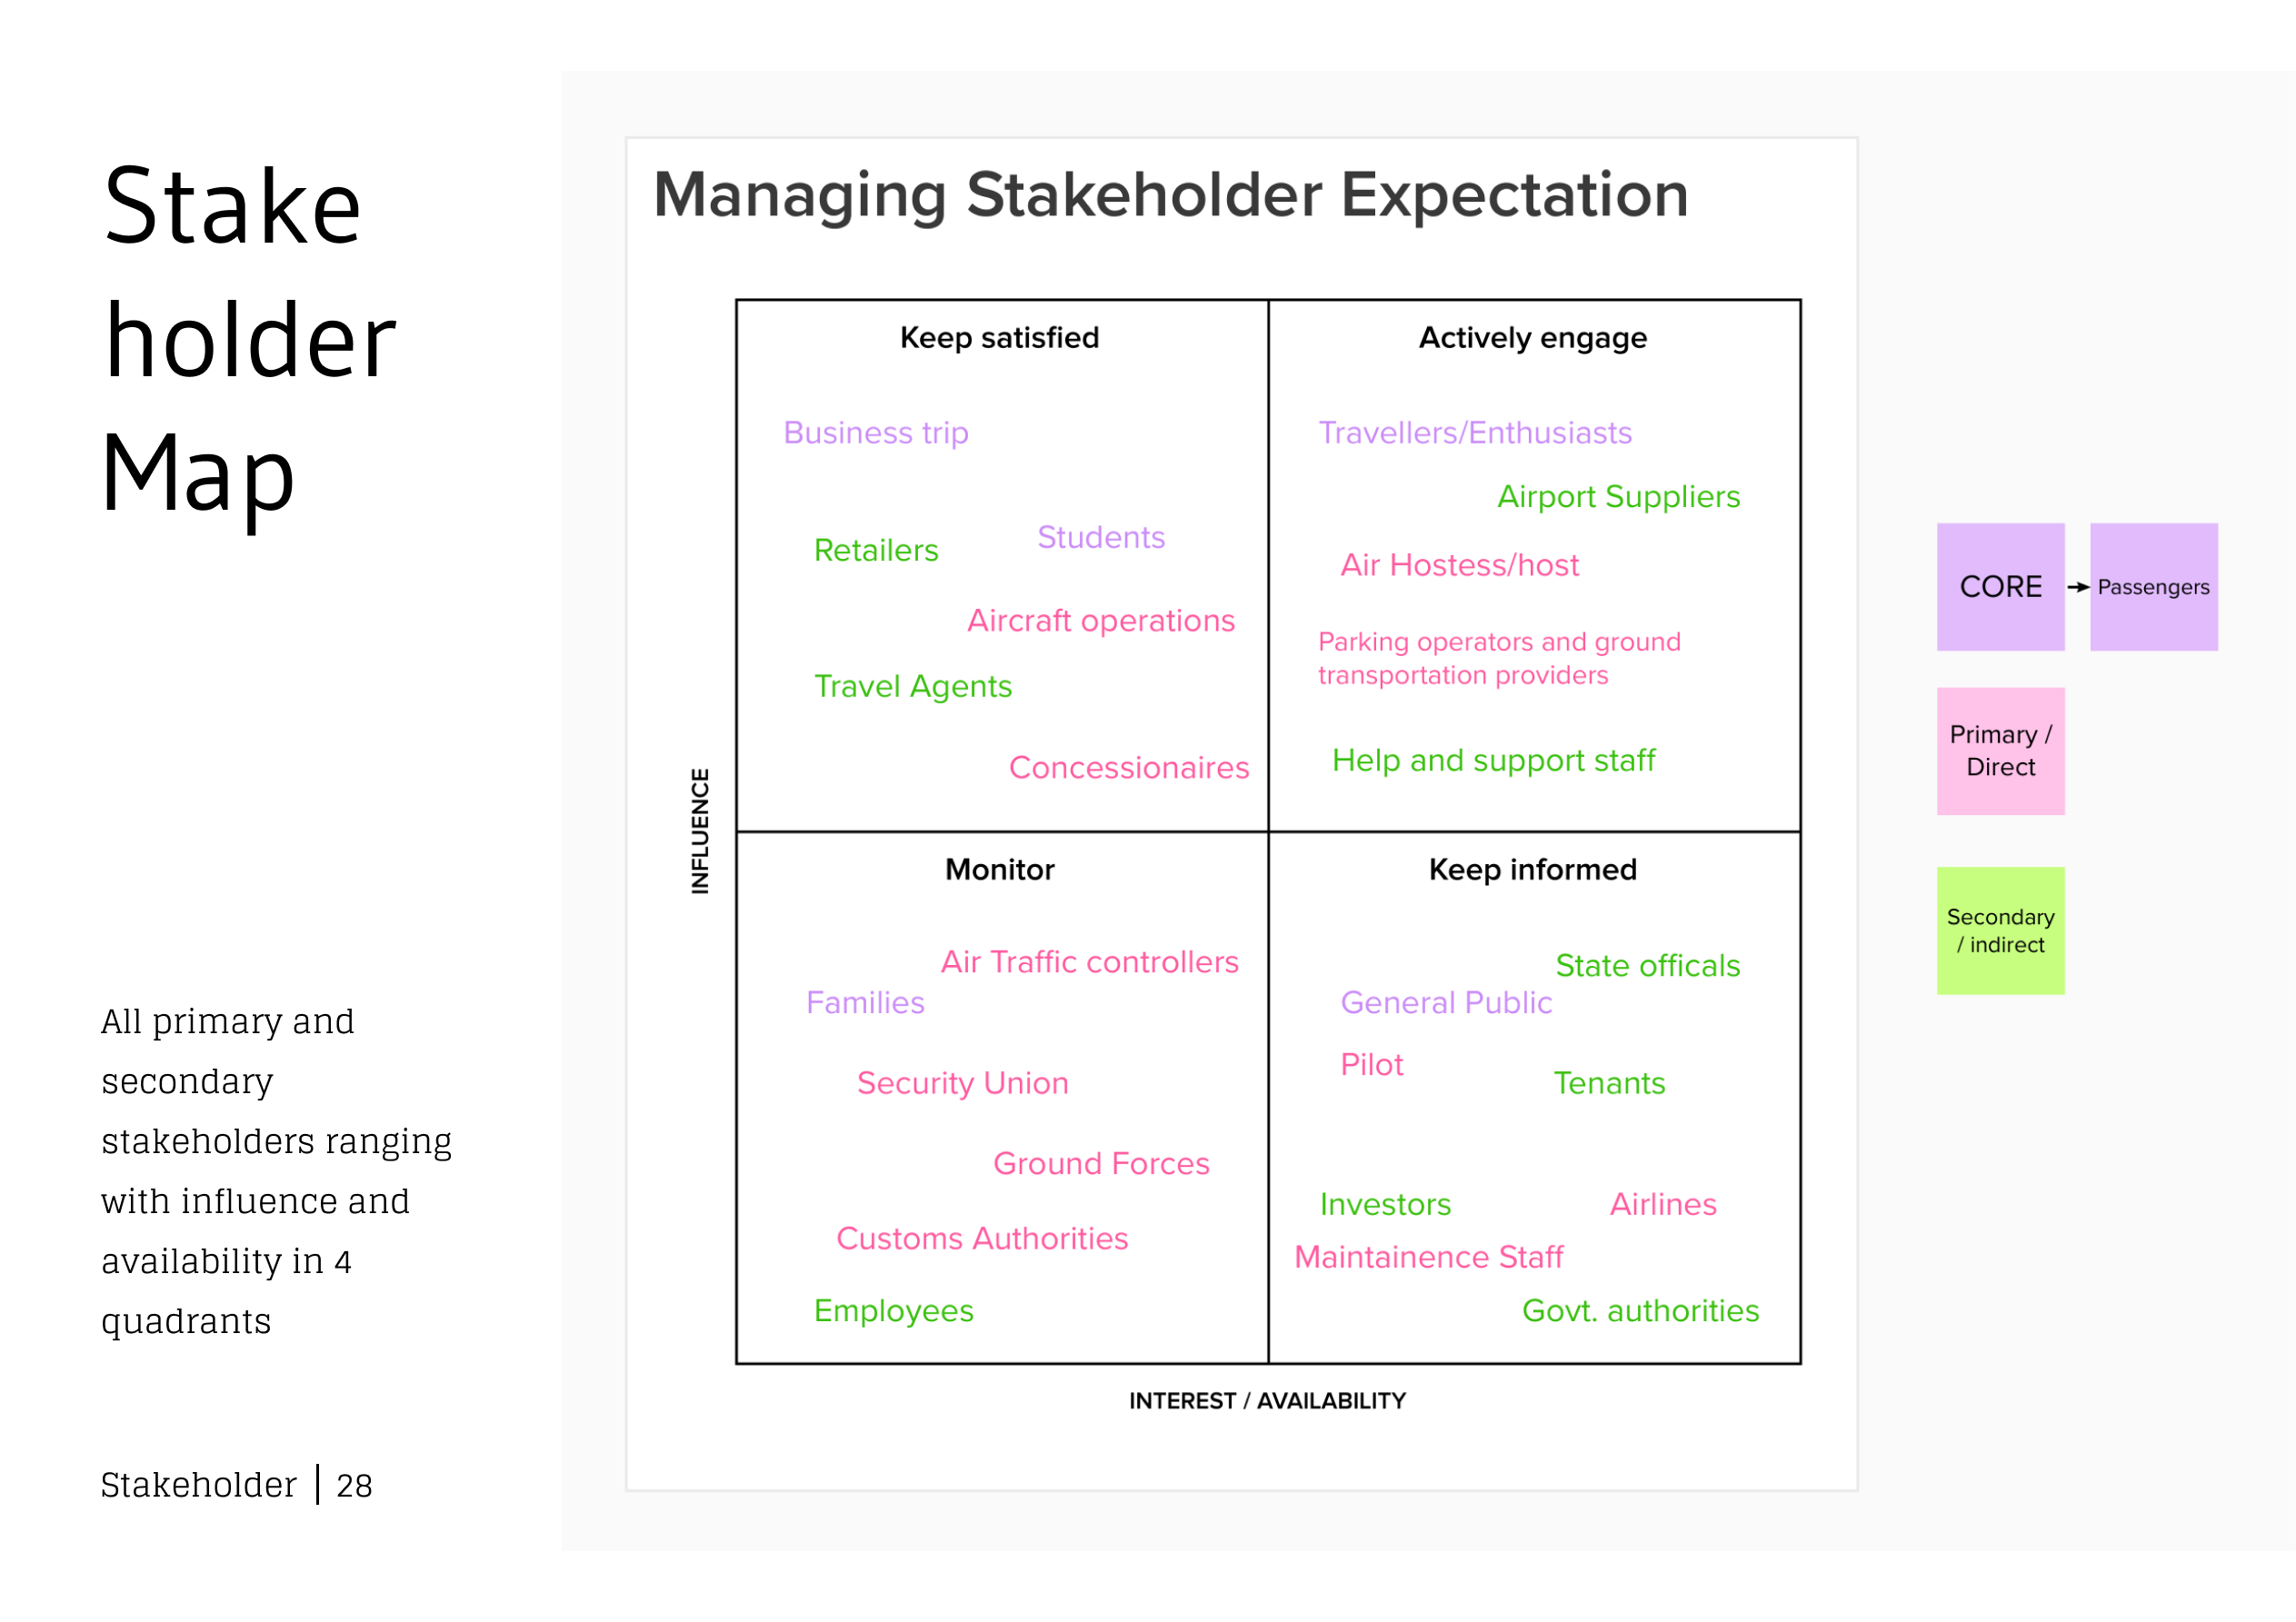 Stake
holder
Map
All primary and
secondary
stakeholders ranging
with influence and
availability in 4
quadrants
Stakeholder | 28
Managing Stakeholder Expectation
INFLUENCE
Keep satisfied
Business trip
Students
Retailers
Aircraft operations
Travel Agents
Concessionaires
Actively engage
Travellers/Enthusiasts
Airport Suppliers
Air Hostess/host
Parking operators and ground
transportation providers
Help and support staff
Monitor
Air Traffic controllers
Families
Security Union
Ground Forces
Customs Authorities
Employees
Keep informed
State officals
General Public
Pilot
Tenants
Investors
Airlines
Maintainence Staff
Govt. authorities
INTEREST / AVAILABILITY
CORE
Passengers
Primary /
Direct
Secondary
/ indirect